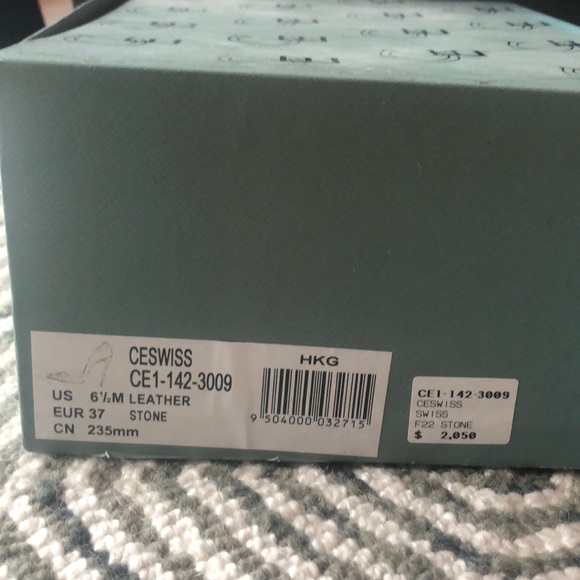 CESWISS
CE1-142-3009
US 6½M LEATHER
EUR 37 STONE
CN 235mm
HKG
9 504000 032715
CE1-142-3009
CESWISS
SWISS
F22 STONE
$ 2,050